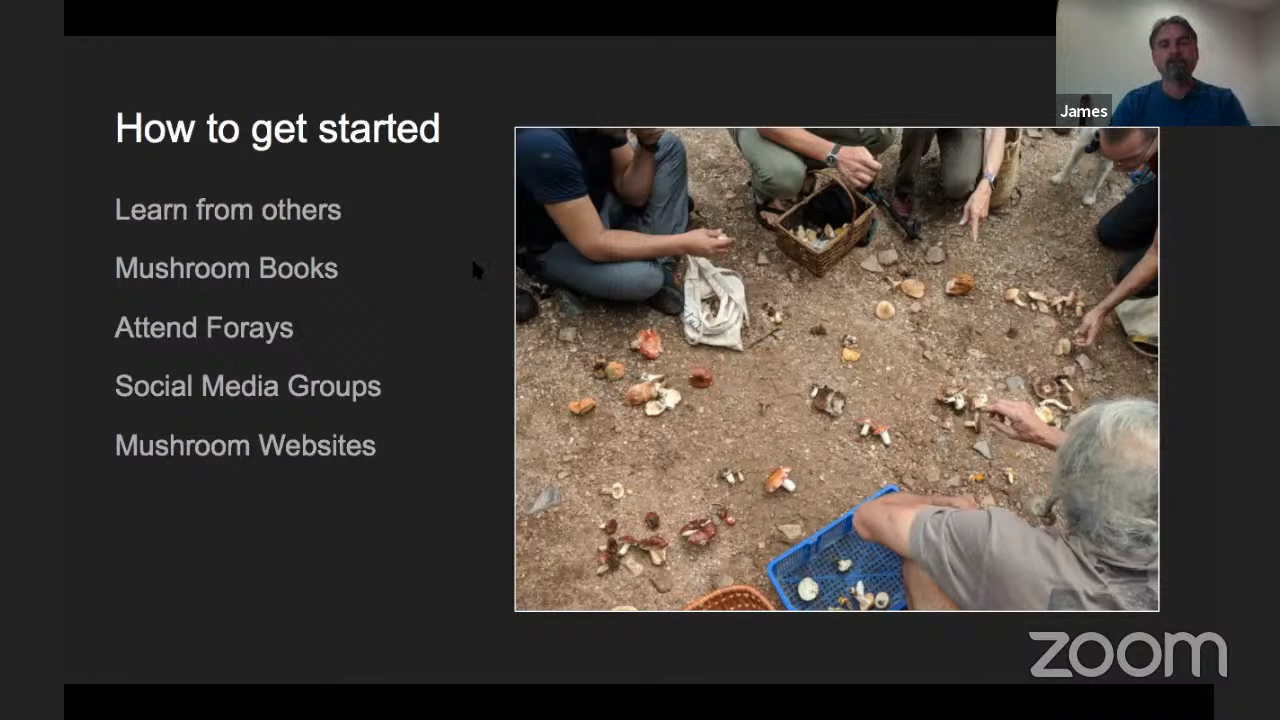 How to get started
Learn from others
Mushroom Books
Attend Forays
Social Media Groups
Mushroom Websites
James
zoom